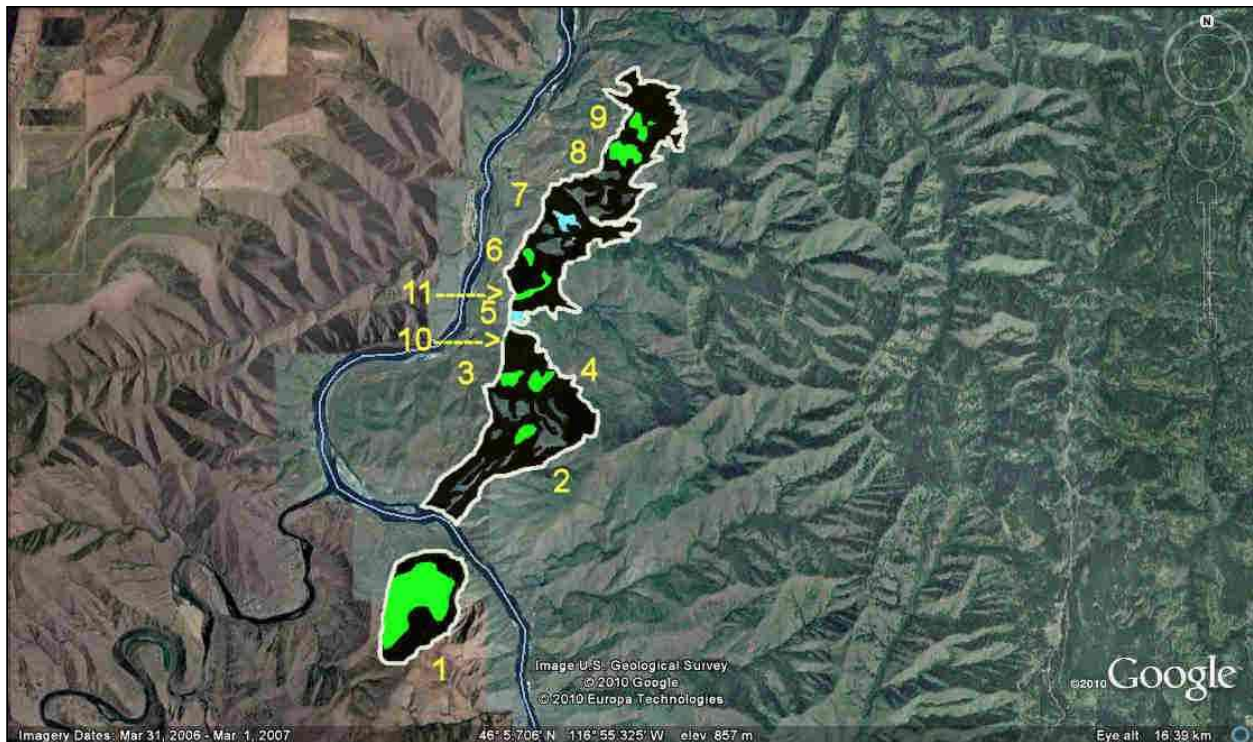 N
9
8
7
6
11 ---->
5
10 ---->
3
4
2
1
Image U.S. Geological Survey
© 2010 Google
© 2010 Europa Technologies
©2010 Google
Imagery Dates: Mar 31, 2006 - Mar 1, 2007
46° 5.706' N 116° 55.325' W elev 857 m
Eye alt 16.39 km